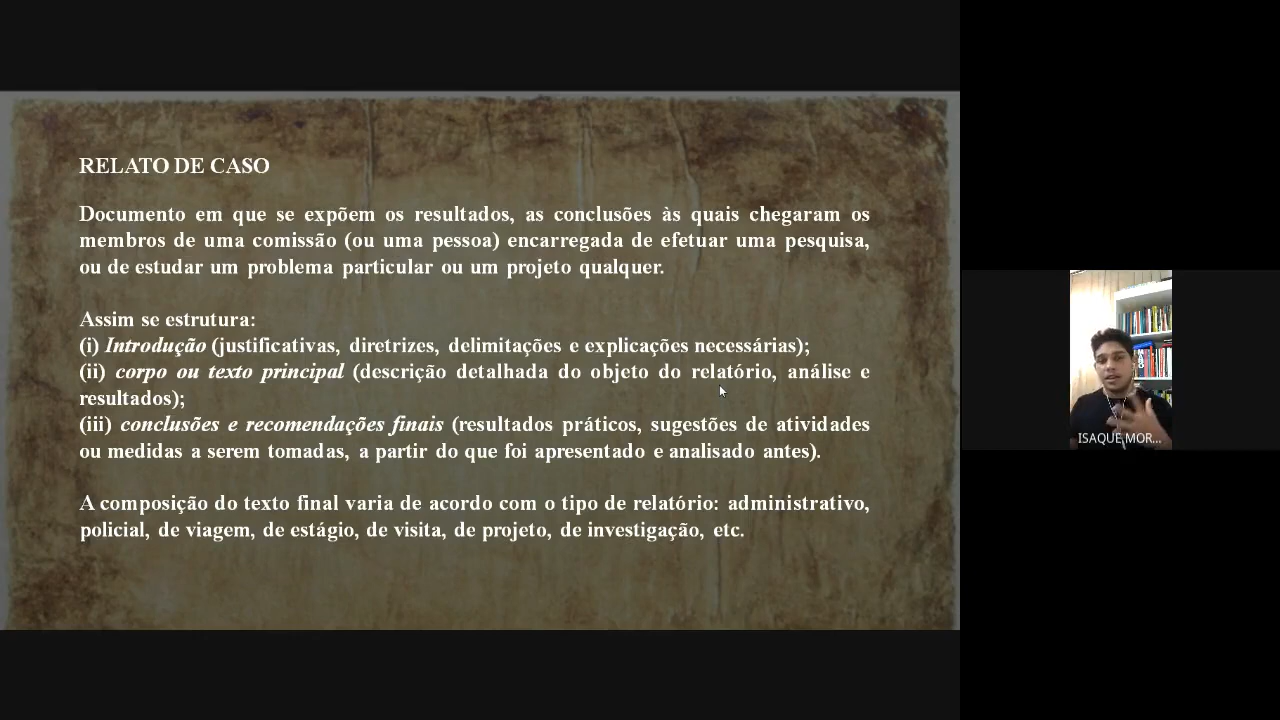 RELATO DE CASO
Documento em que se expõem os resultados, as conclusões às quais chegaram os
membros de uma comissão (ou uma pessoa) encarregada de efetuar uma pesquisa,
ou de estudar um problema particular ou um projeto qualquer.
Assim se estrutura:
(i) Introdução (justificativas, diretrizes, delimitações e explicações necessárias);
(ii) corpo ou texto principal (descrição detalhada do objeto do relatório, análise e
resultados);
(iii) conclusões e recomendações finais (resultados práticos, sugestões de atividades
ou medidas a serem tomadas, a partir do que foi apresentado e analisado antes).
A composição do texto final varia de acordo com o tipo de relatório: administrativo,
policial, de viagem, de estágio, de visita, de projeto, de investigação, etc.
ISAQUE MOR...